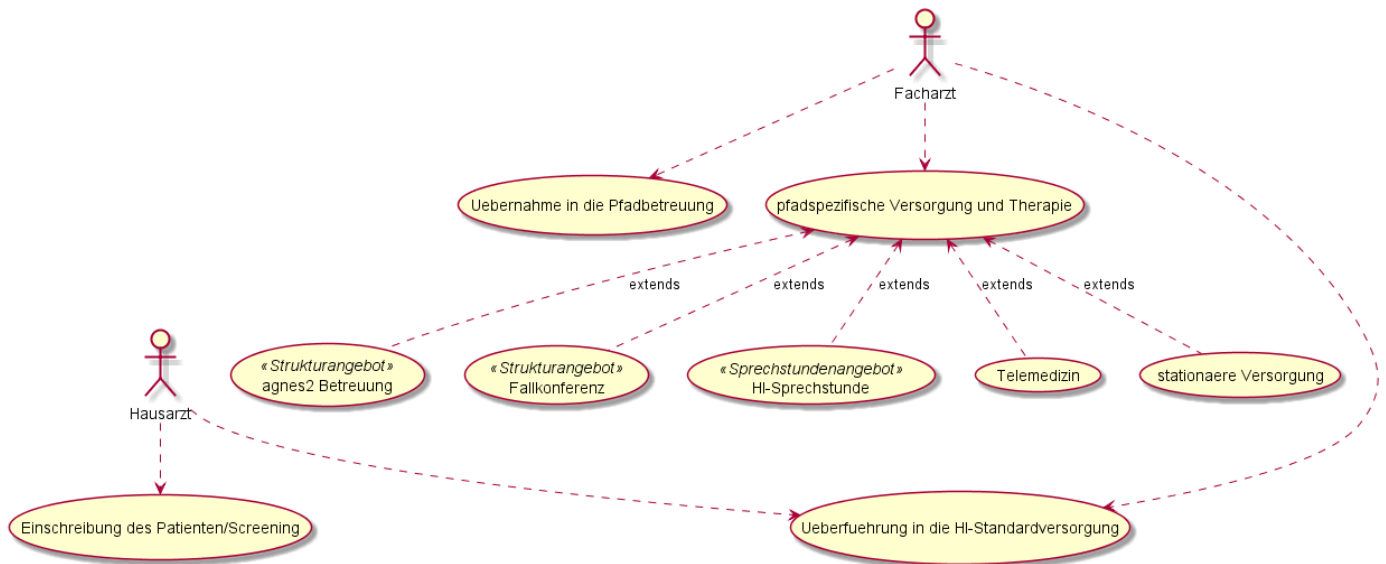 Facharzt
Uebernahme in die Pfadbetreuung
pfadspezifische Versorgung und Therapie
extends
extends
extends
extends
extends
«Strukturangebot»
agnes2 Betreuung
«Strukturangebot»
Fallkonferenz
«Sprechstundenangebot»
HI-Sprechstunde
Telemedizin
stationaere Versorgung
Hausarzt
Einschreibung des Patienten/Screening
Ueberfuehrung in die HI-Standardversorgung